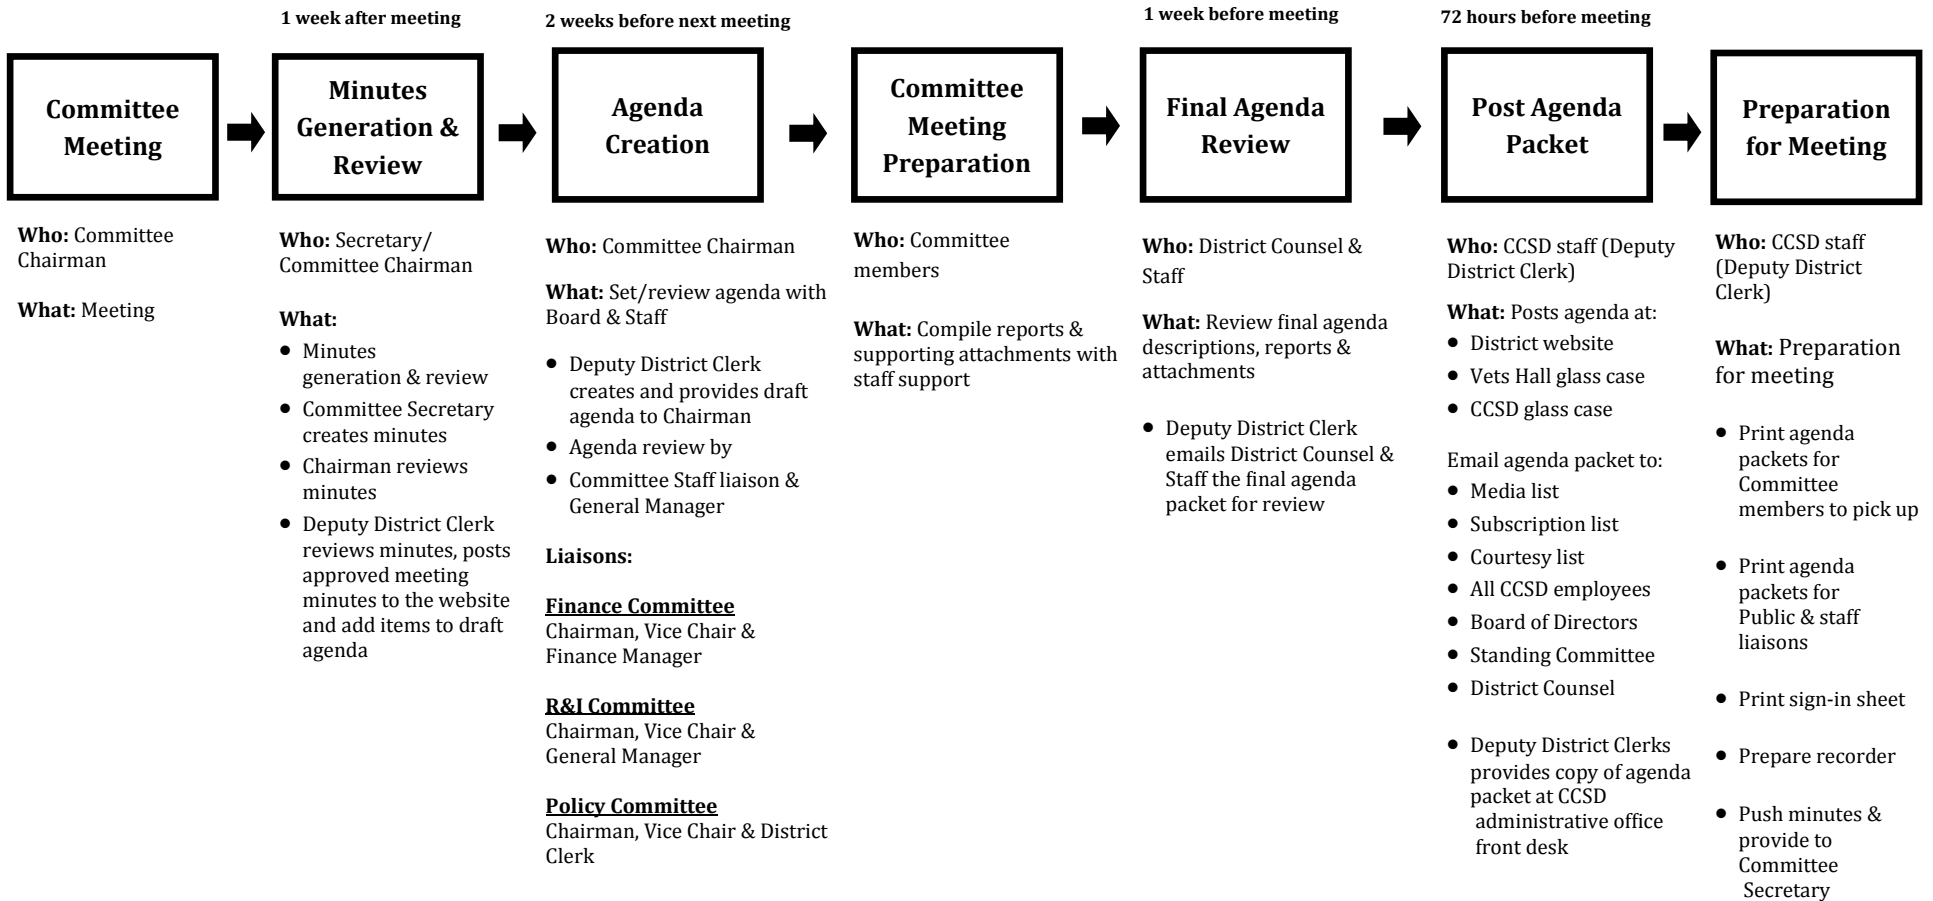 1 week after meeting
2 weeks before next meeting
1 week before meeting
72 hours before meeting
Committee
Meeting
Minutes
Generation &
Review
Agenda
Creation
Committee
Meeting
Preparation
Final Agenda
Review
Post Agenda
Packet
Preparation
for Meeting
Who: Committee
Chairman
What: Meeting
Who: Secretary/
Committee Chairman
What:
• Minutes
generation & review
• Committee Secretary
creates minutes
• Chairman reviews
minutes
• Deputy District Clerk
reviews minutes, posts
approved meeting
minutes to the website
and add items to draft
agenda
Who: Committee Chairman
What: Set/review agenda with
Board & Staff
• Deputy District Clerk
creates and provides draft
agenda to Chairman
• Agenda review by
• Committee Staff liaison &
General Manager
Liaisons:
Finance Committee
Chairman, Vice Chair &
Finance Manager
R&I Committee
Chairman, Vice Chair &
General Manager
Policy Committee
Chairman, Vice Chair & District
Clerk
Who: Committee
members
What: Compile reports &
supporting attachments with
staff support
Who: District Counsel &
Staff
What: Review final agenda
descriptions, reports &
attachments
• Deputy District Clerk
emails District Counsel &
Staff the final agenda
packet for review
Who: CCSD staff (Deputy
District Clerk)
What: Posts agenda at:
• District website
• Vets Hall glass case
• CCSD glass case
Email agenda packet to:
• Media list
• Subscription list
• Courtesy list
• All CCSD employees
• Board of Directors
• Standing Committee
• District Counsel
• Deputy District Clerks
provides copy of agenda
packet at CCSD
administrative office
front desk
Who: CCSD staff
(Deputy District
Clerk)
What: Preparation
for meeting
• Print agenda
packets for
Committee
members to pick up
• Print agenda
packets for
Public & staff
liaisons
• Print sign-in sheet
• Prepare recorder
• Push minutes &
provide to
Committee
Secretary